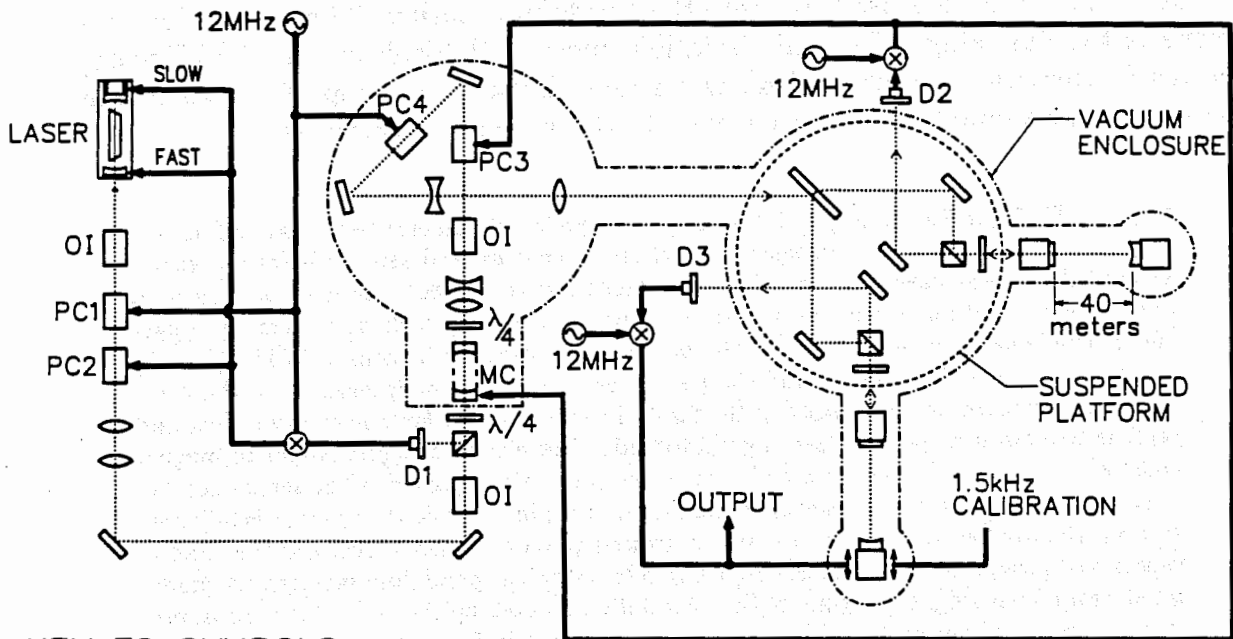 12MHz
SLOW
LASER
FAST
OI
PC1
PC2
PC4
PC3
OI
λ/4
MC
λ/4
D1
OI
12MHz
D2
VACUUM
ENCLOSURE
D3
12MHz
40
meters
SUSPENDED
PLATFORM
OUTPUT
1.5kHz
CALIBRATION